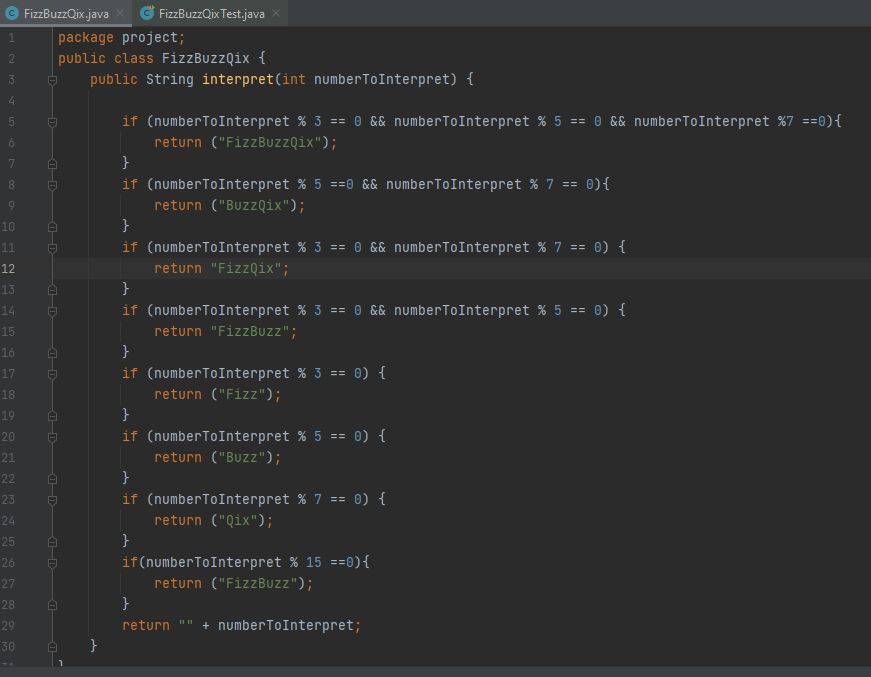 FizzBuzzQix.java FizzBuzzQixTest.java
1 package project;
2 public class FizzBuzzQix {
3 public String interpret(int numberToInterpret) {
4
5 if (numberToInterpret % 3 == 0 && numberToInterpret % 5 == 0 && numberToInterpret %7 ==0){
6 return ("FizzBuzzQix");
7 }
8 if (numberToInterpret % 5 ==0 && numberToInterpret % 7 == 0){
9 return ("BuzzQix");
10 }
11 if (numberToInterpret % 3 == 0 && numberToInterpret % 7 == 0) {
12 return "FizzQix";
13 }
14 if (numberToInterpret % 3 == 0 && numberToInterpret % 5 == 0) {
15 return "FizzBuzz";
16 }
17 if (numberToInterpret % 3 == 0) {
18 return ("Fizz");
19 }
20 if (numberToInterpret % 5 == 0) {
21 return ("Buzz");
22 }
23 if (numberToInterpret % 7 == 0) {
24 return ("Qix");
25 }
26 if(numberToInterpret % 15 ==0){
27 return ("FizzBuzz");
28 }
29 return "" + numberToInterpret;
30 }